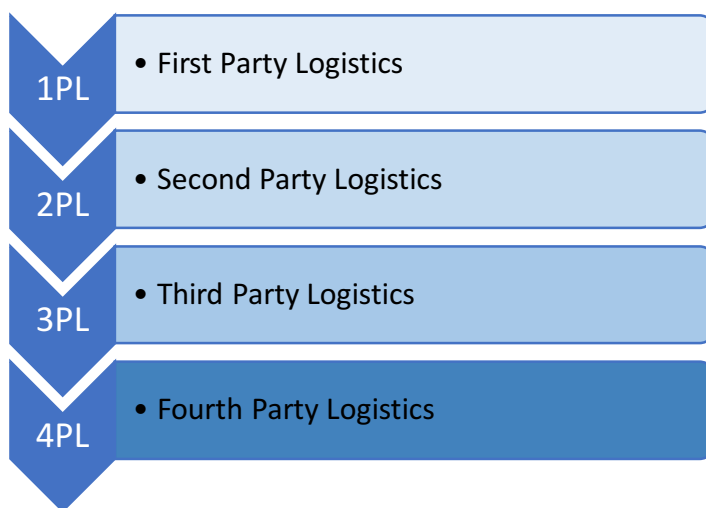 1PL
• First Party Logistics
2PL
• Second Party Logistics
3PL
• Third Party Logistics
4PL
• Fourth Party Logistics